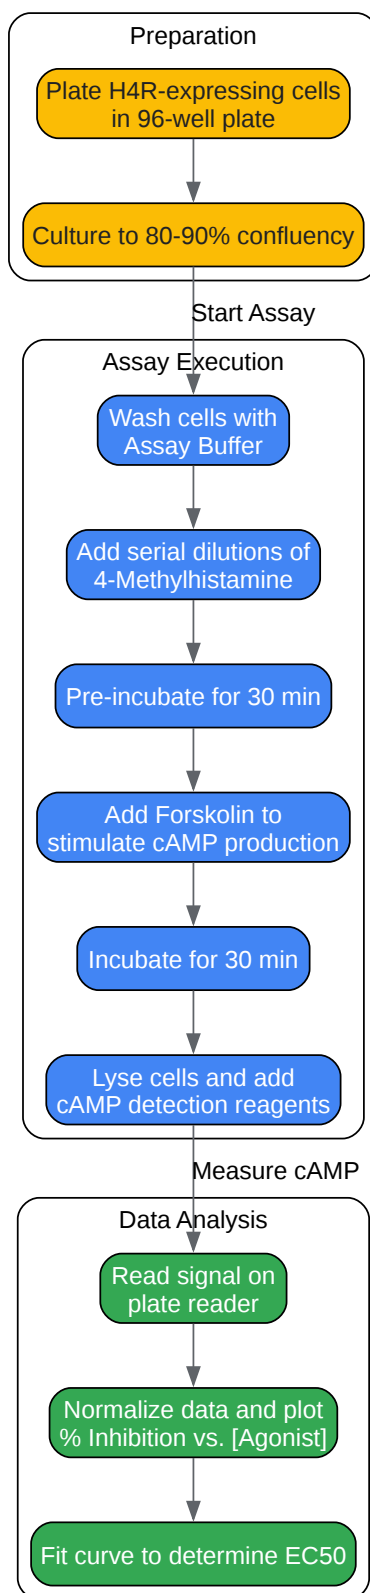 Preparation
Plate H4R-expressing cells
in 96-well plate
Culture to 80-90% confluency
Start Assay
Assay Execution
Wash cells with
Assay Buffer
Add serial dilutions of
4-Methylhistamine
Pre-incubate for 30 min
Add Forskolin to
stimulate cAMP production
Incubate for 30 min
Lyse cells and add
cAMP detection reagents
Measure cAMP
Data Analysis
Read signal on
plate reader
Normalize data and plot
% Inhibition vs. [Agonist]
Fit curve to determine EC50